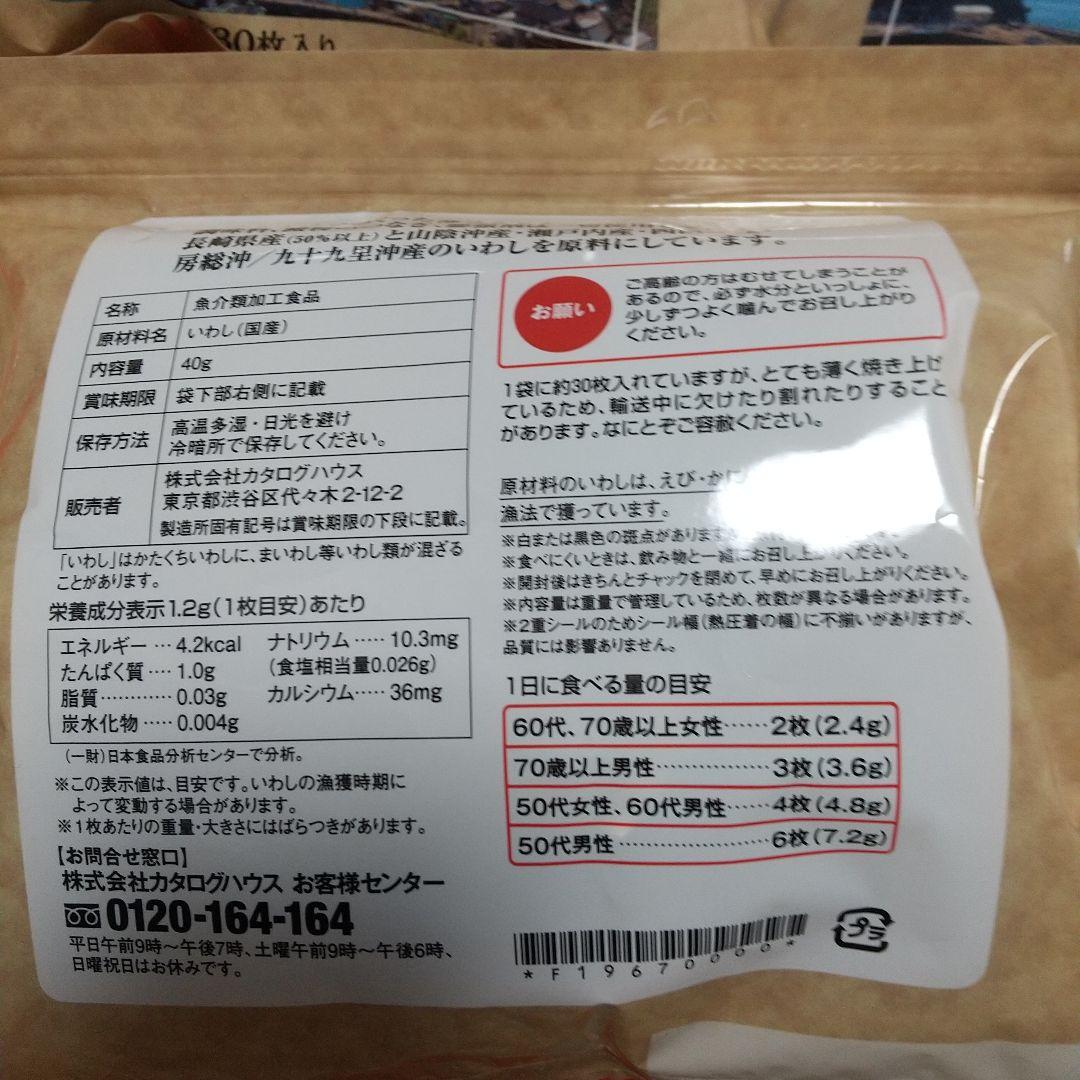 30枚入り
長崎県産(50%以上)と山陰沖産・瀬戸内産・
房総沖/九十九里沖産のいわしを原料にしています。
名称 魚介類加工食品
原材料名 いわし(国産)
内容量 40g
賞味期限 袋下部右側に記載
保存方法 高温多湿・日光を避け
冷暗所で保存してください。
販売者 株式会社カタログハウス
東京都渋谷区代々木2-12-2
製造所固有記号は賞味期限の下段に記載。
「いわし」はかたくちいわしに、まいわし等いわし類が混ざる
ことがあります。
栄養成分表示1.2g(1枚目安)あたり
エネルギー…4.2kcal ナトリウム……10.3mg
たんぱく質‥‥1.0g (食塩相当量0.026g)
脂質…………0.03g カルシウム……36mg
炭水化物……0.004g
(一財)日本食品分析センターで分析。
※この表示値は、目安です。いわしの漁獲時期に
よって変動する場合があります。
※1枚あたりの重量・大きさにはばらつきがあります。
【お問合せ窓口】
株式会社カタログハウス お客様センター
0120-164-164
平日午前9時〜午後7時、土曜午前9時〜午後6時、
日曜祝日はお休みです。
お願い
ご高齢の方はむせてしまうことが
あるので、必ず水分といっしょに、
少しずつよく噛んでお召し上がり
ください。
1袋に約30枚入れていますが、とても薄く焼き上げ
ているため、輸送中に欠けたり割れたりすること
があります。なにとぞご容赦ください。
原材料のいわしは、えび・かに
漁法で獲っています。
※白または黒色の斑点があります
※食べにくいときは、飲み物と一緒にお召し上がりください。
※開封後はきちんとチャックを閉めて、早めにお召し上がりください。
※内容量は重量で管理しているため、枚数が異なる場合があります。
※2重シールのためシール幅(熱圧着の幅)に不揃いがありますが、
品質には影響ありません。
1日に食べる量の目安
60代、70歳以上女性……2枚(2.4g)
70歳以上男性………………3枚(3.6g)
50代女性、60代男性……4枚(4.8g)
50代男性……………………6枚(7.2g)
*F19670000*
プラ